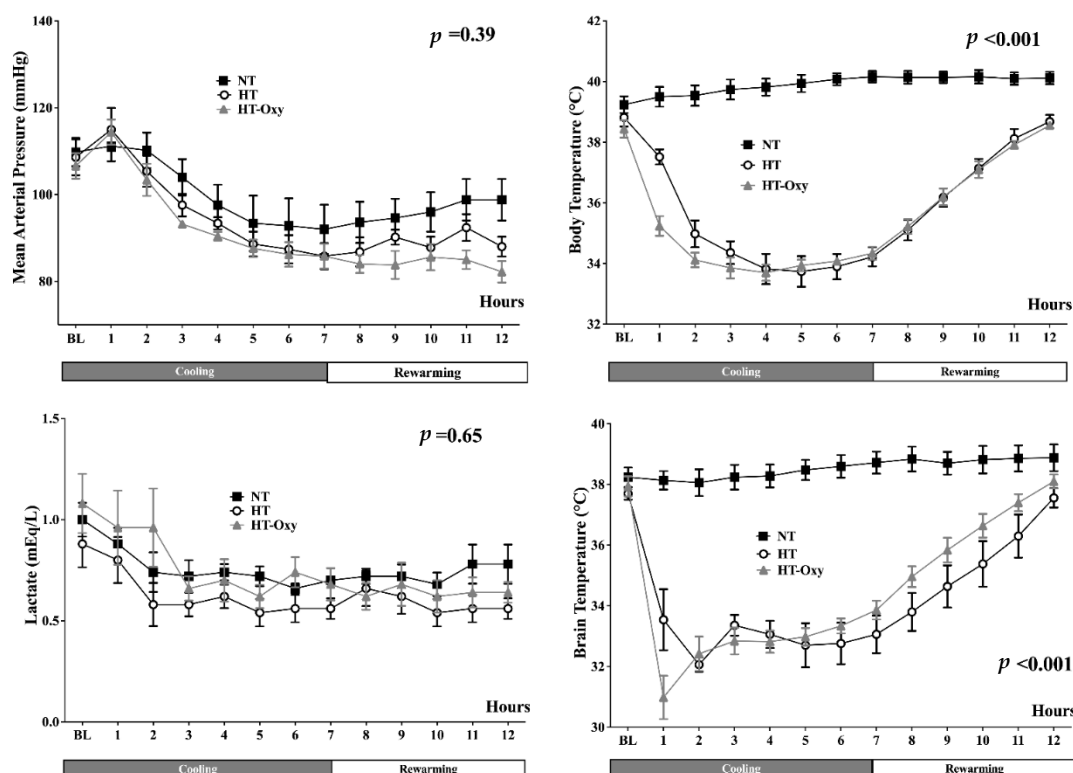 Mean Arterial Pressure (mmHg)
140
120
100
80
p =0.39
NT
HT
HT-Oxy
Hours
BL 1 2 3 4 5 6 7 8 9 10 11 12
Cooling Rewarming
Body Temperature (°C)
40
38
36
34
32
p <0.001
NT
HT
HT-Oxy
Hours
BL 1 2 3 4 5 6 7 8 9 10 11 12
Cooling Rewarming
Lactate (mEq/L)
1.5
1.0
0.5
0.0
p =0.65
NT
HT
HT-Oxy
Hours
BL 1 2 3 4 5 6 7 8 9 10 11 12
Cooling Rewarming
Brain Temperature (°C)
40
38
36
34
32
30
NT
HT
HT-Oxy
p <0.001
Hours
BL 1 2 3 4 5 6 7 8 9 10 11 12
Cooling Rewarming